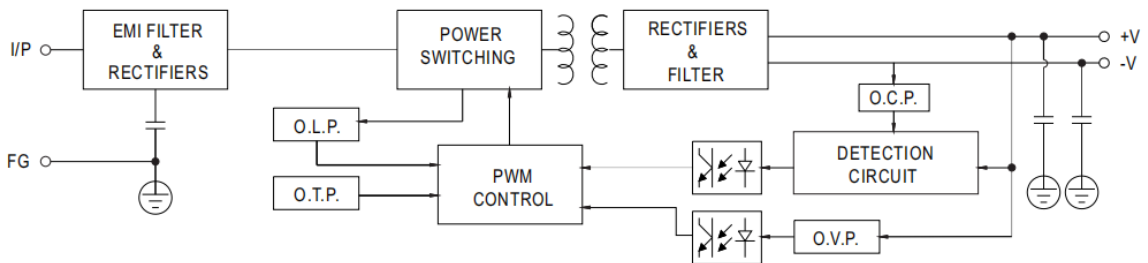 I/P
EMI FILTER
&
RECTIFIERS
POWER
SWITCHING
RECTIFIERS
&
FILTER
+V
-V
O.C.P.
O.L.P.
FG
PWM
CONTROL
DETECTION
CIRCUIT
O.T.P.
O.V.P.